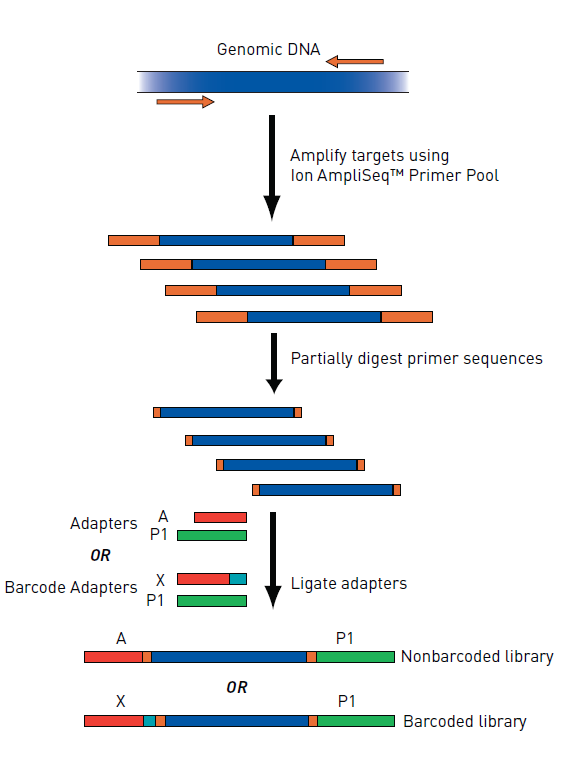 Genomic DNA
Amplify targets using
Ion AmpliSeq™ Primer Pool
Partially digest primer sequences
Adapters
A
P1
OR
Barcode Adapters
X
P1
Ligate adapters
A
P1
Nonbarcoded library
OR
X
P1
Barcoded library